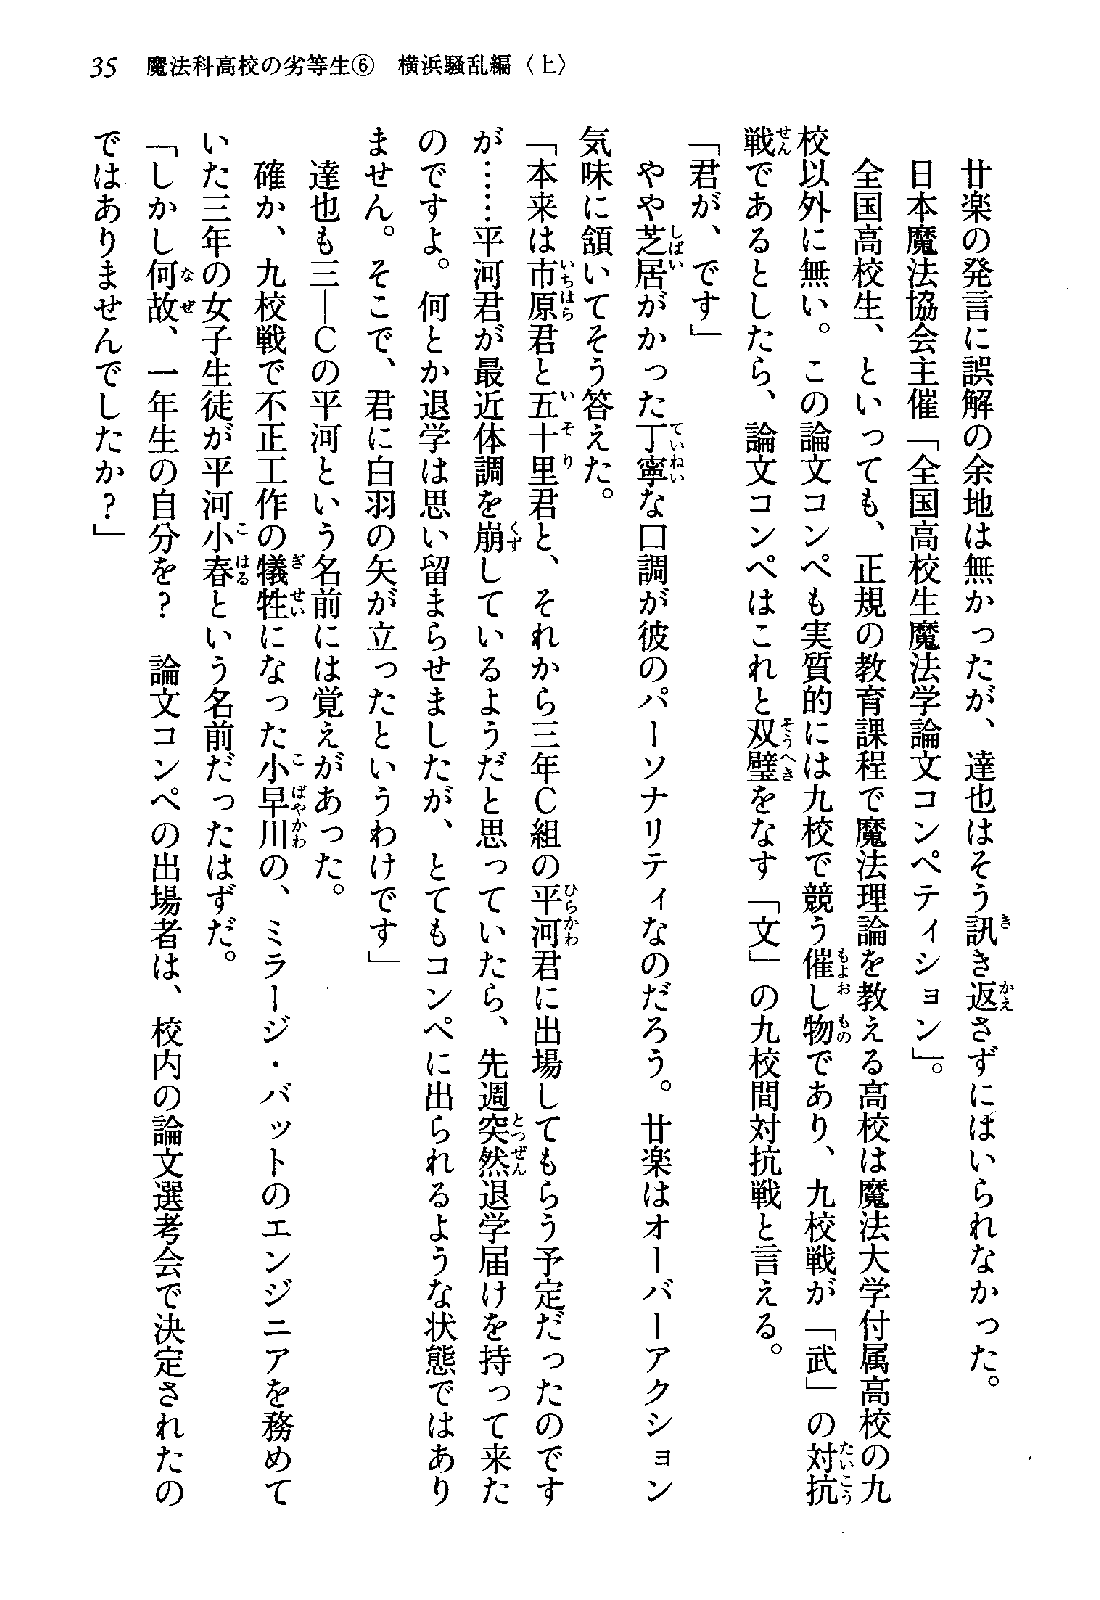 35　魔法科高校の劣等生⑥　横浜騒乱編〈上〉
　廿楽の発言に誤解の余地は無かったが、達也はそう訊き返さずにはいられなかった。
　日本魔法協会主催「全国高校生魔法学論文コンペティション」。
　全国高校生、といっても、正規の教育課程で魔法理論を教える高校は魔法大学付属高校の九
校以外に無い。この論文コンペも実質的には九校で競う催し物であり、九校戦が「武」の対抗
戦であるとしたら、論文コンペはこれと双璧をなす「文」の九校間対抗戦と言える。
「君が、です」
　やや芝居がかった丁寧な口調が彼のパーソナリティなのだろう。廿楽はオーバーアクション
気味に頷いてそう答えた。
「本来は市原君と五十里君と、それから三年Ｃ組の平河君に出場してもらう予定だったのです
が……平河君が最近体調を崩しているようだと思っていたら、先週突然退学届けを持って来た
のですよ。何とか退学は思い留まらせましたが、とてもコンペに出られるような状態ではあり
ません。そこで、君に白羽の矢が立ったというわけです」
　達也も三―Ｃの平河という名前には覚えがあった。
　確か、九校戦で不正工作の犠牲になった小早川の、ミラージ・バットのエンジニアを務めて
いた三年の女子生徒が平河小春という名前だったはずだ。
「しかし何故、一年生の自分を？　論文コンペの出場者は、校内の論文選考会で決定されたの
ではありませんでしたか？」